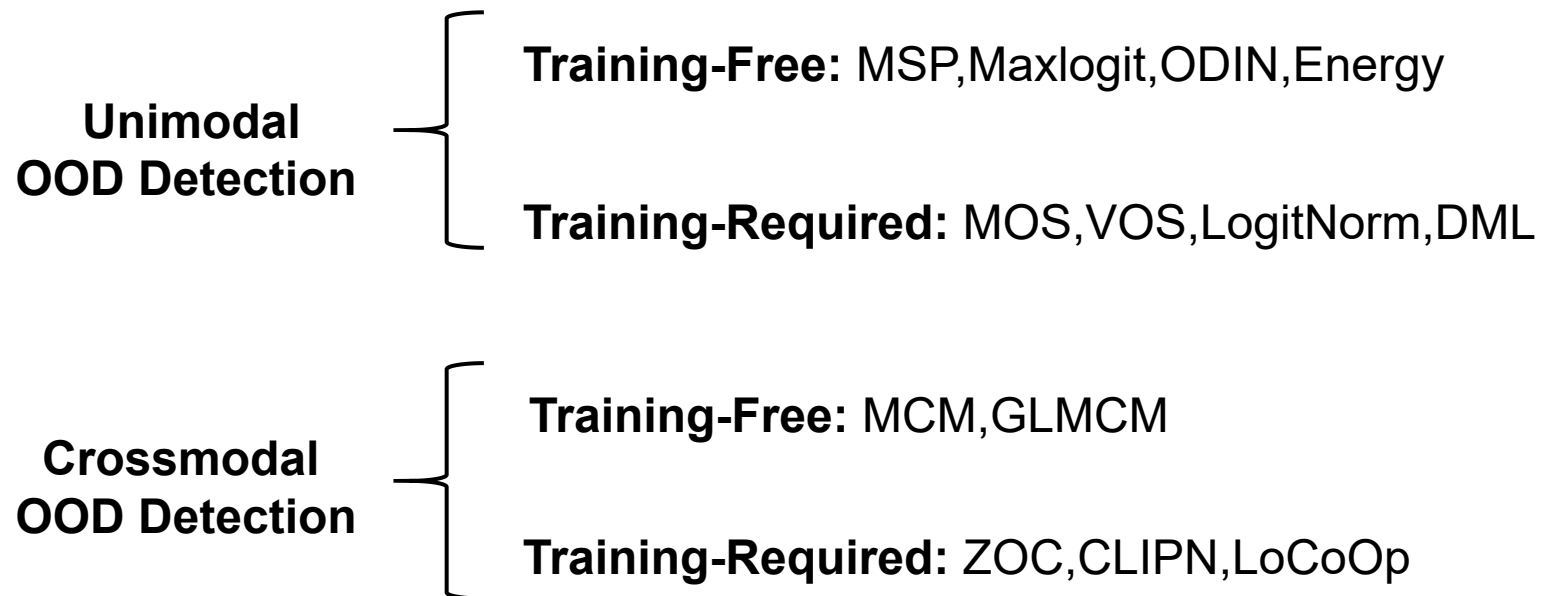 Unimodal
OOD Detection
Training-Free: MSP,Maxlogit,ODIN,Energy
Training-Required: MOS,VOS,LogitNorm,DML
Crossmodal
OOD Detection
Training-Free: MCM,GLMCM
Training-Required: ZOC,CLIPN,LoCoOp